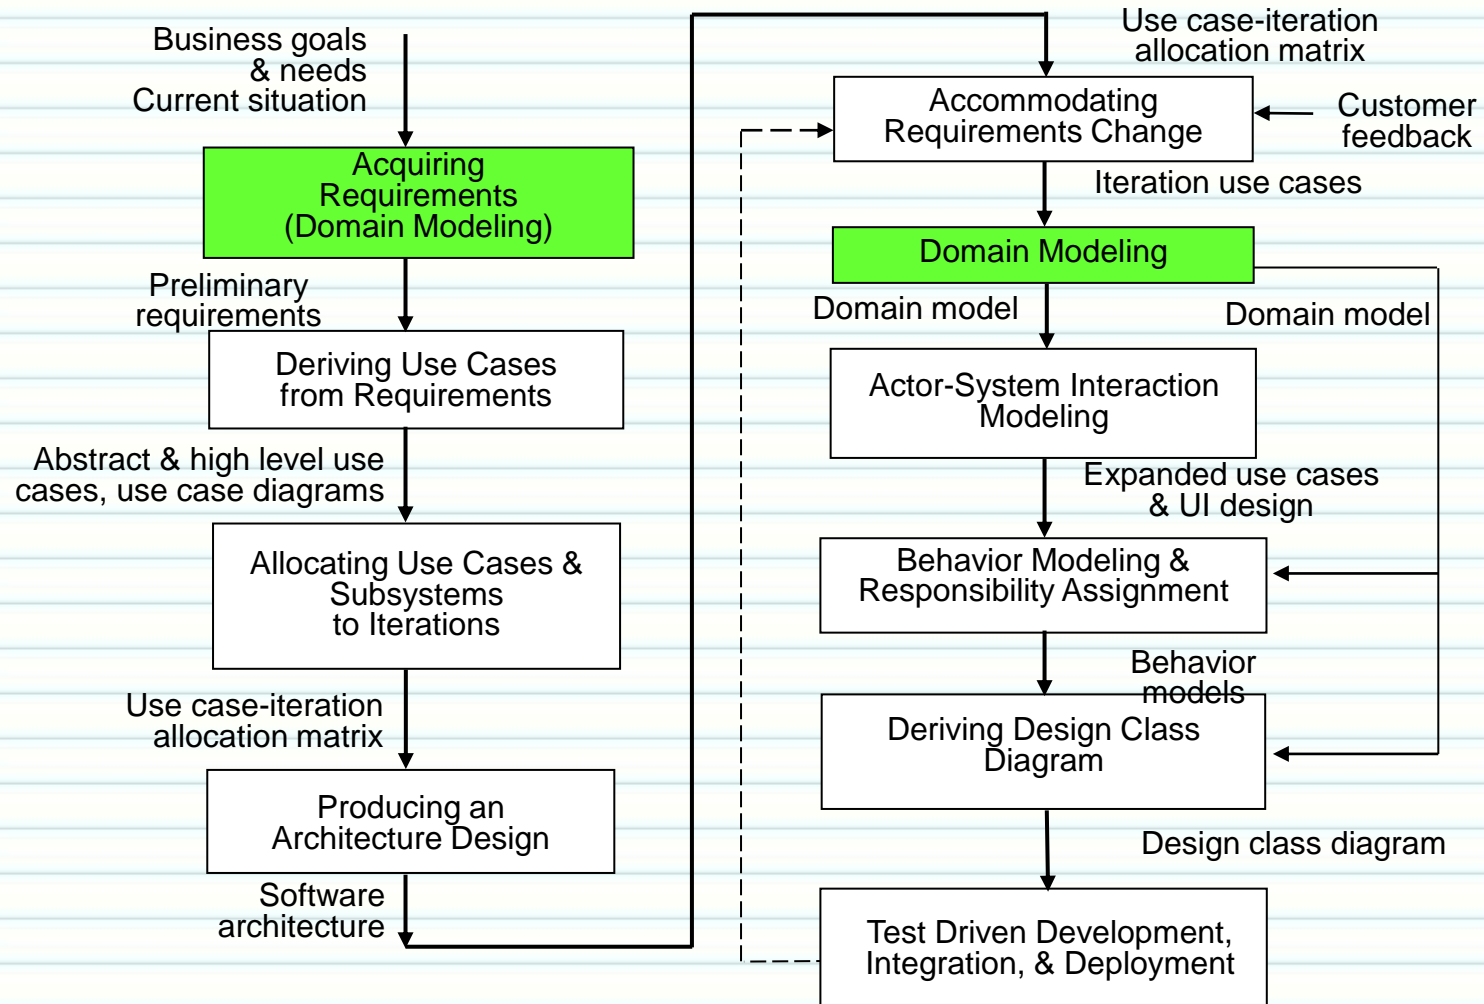 Business goals
& needs
Current situation
Acquiring
Requirements
(Domain Modeling)
Preliminary
requirements
Deriving Use Cases
from Requirements
Abstract & high level use
cases, use case diagrams
Allocating Use Cases &
Subsystems
to Iterations
Use case-iteration
allocation matrix
Producing an
Architecture Design
Software
architecture
Use case-iteration
allocation matrix
Accommodating
Requirements Change
Customer
feedback
Iteration use cases
Domain Modeling
Domain model
Domain model
Actor-System Interaction
Modeling
Expanded use cases
& UI design
Behavior Modeling &
Responsibility Assignment
Behavior
models
Deriving Design Class
Diagram
Design class diagram
Test Driven Development,
Integration, & Deployment